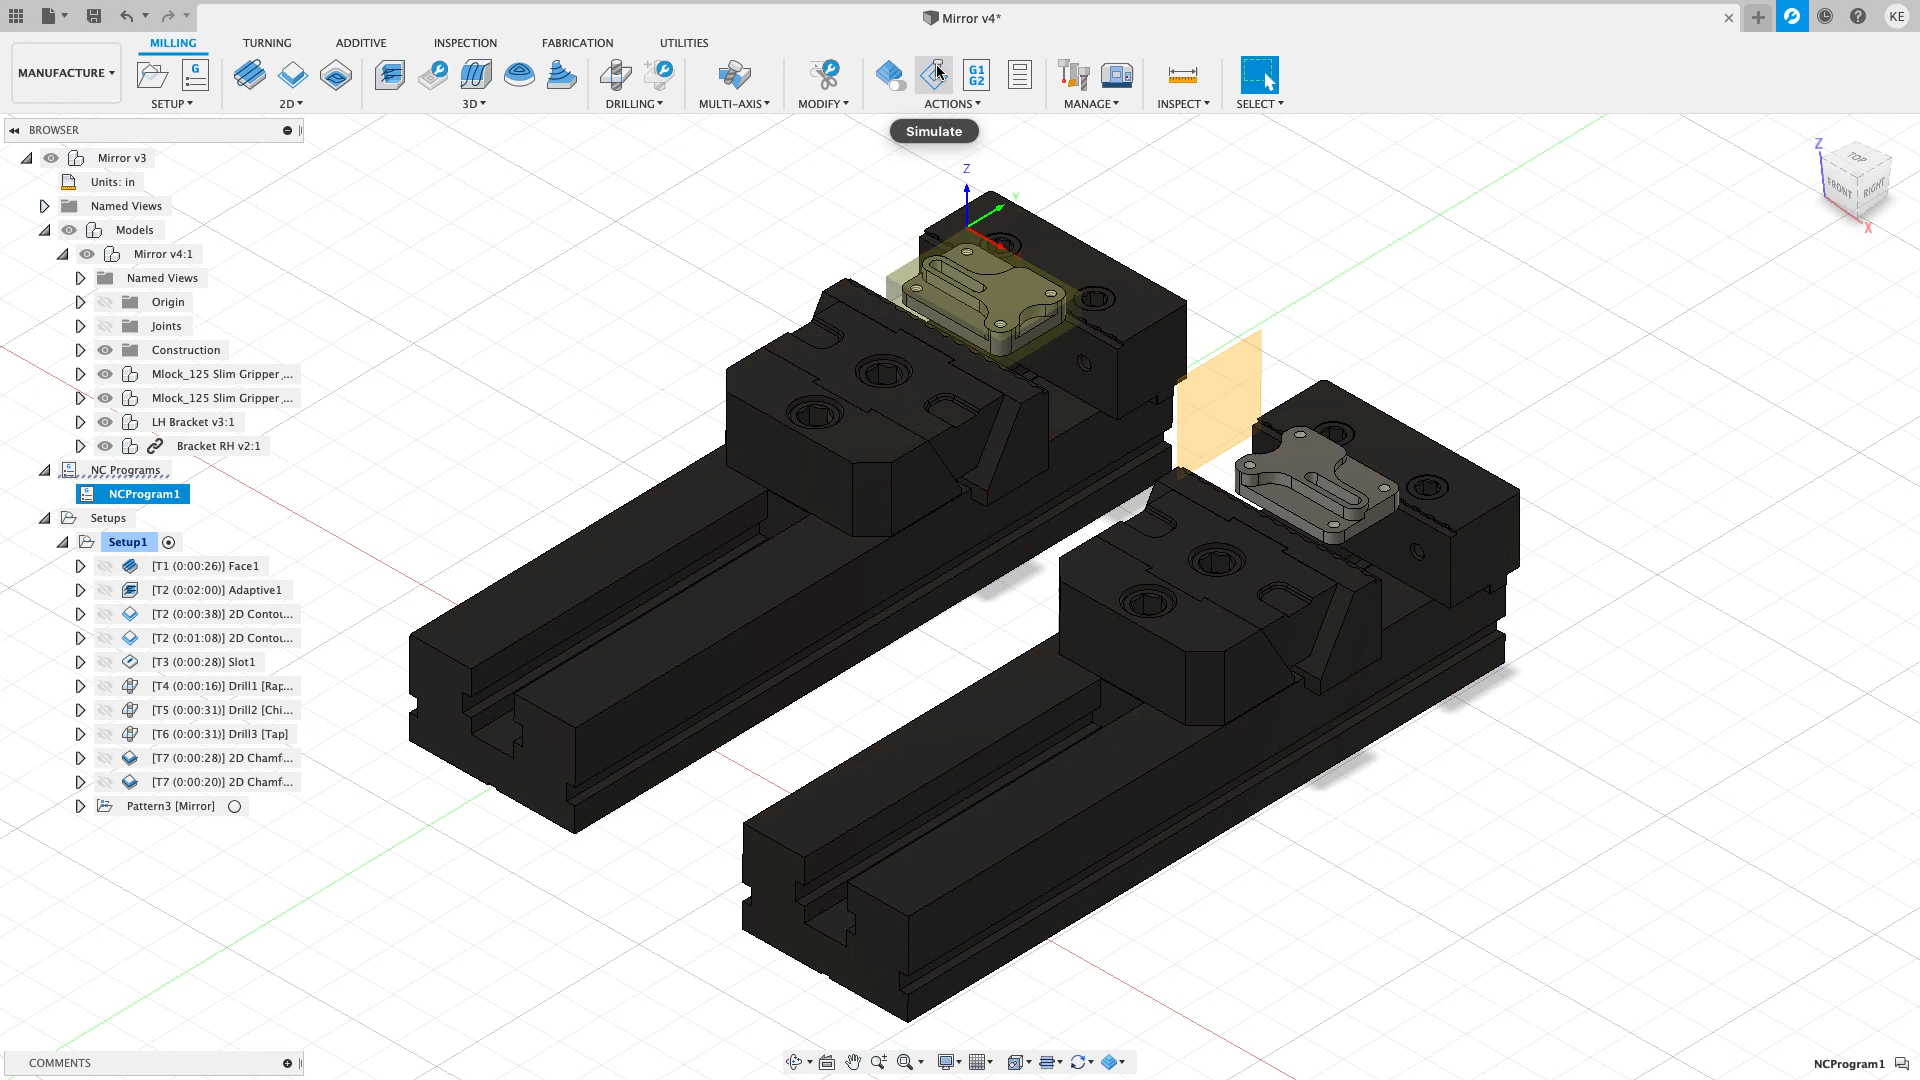 Mirror v4*
KE
MANUFACTURE
MILLING
TURNING
ADDITIVE
INSPECTION
FABRICATION
UTILITIES
G
G1
G2
SETUP
2D
3D
DRILLING
MULTI-AXIS
MODIFY
ACTIONS
MANAGE
INSPECT
SELECT
Simulate
BROWSER
Mirror v3
Units: in
Named Views
Models
Mirror v4:1
Named Views
Origin
Joints
Construction
Mlock_125 Slim Gripper ...
Mlock_125 Slim Gripper ...
LH Bracket v3:1
Bracket RH v2:1
NC Programs
NCProgram1
Setups
Setup1
[T1 (0:00:26)] Face1
[T2 (0:02:00)] Adaptive1
[T2 (0:00:38)] 2D Contou...
[T2 (0:01:08)] 2D Contou...
[T3 (0:00:28)] Slot1
[T4 (0:00:16)] Drill1 [Rap...
[T5 (0:00:31)] Drill2 [Chi...
[T6 (0:00:31)] Drill3 [Tap]
[T7 (0:00:28)] 2D Chamf...
[T7 (0:00:20)] 2D Chamf...
Pattern3 [Mirror]
Z
Y
Z
TOP
FRONT
RIGHT
X
COMMENTS
NCProgram1